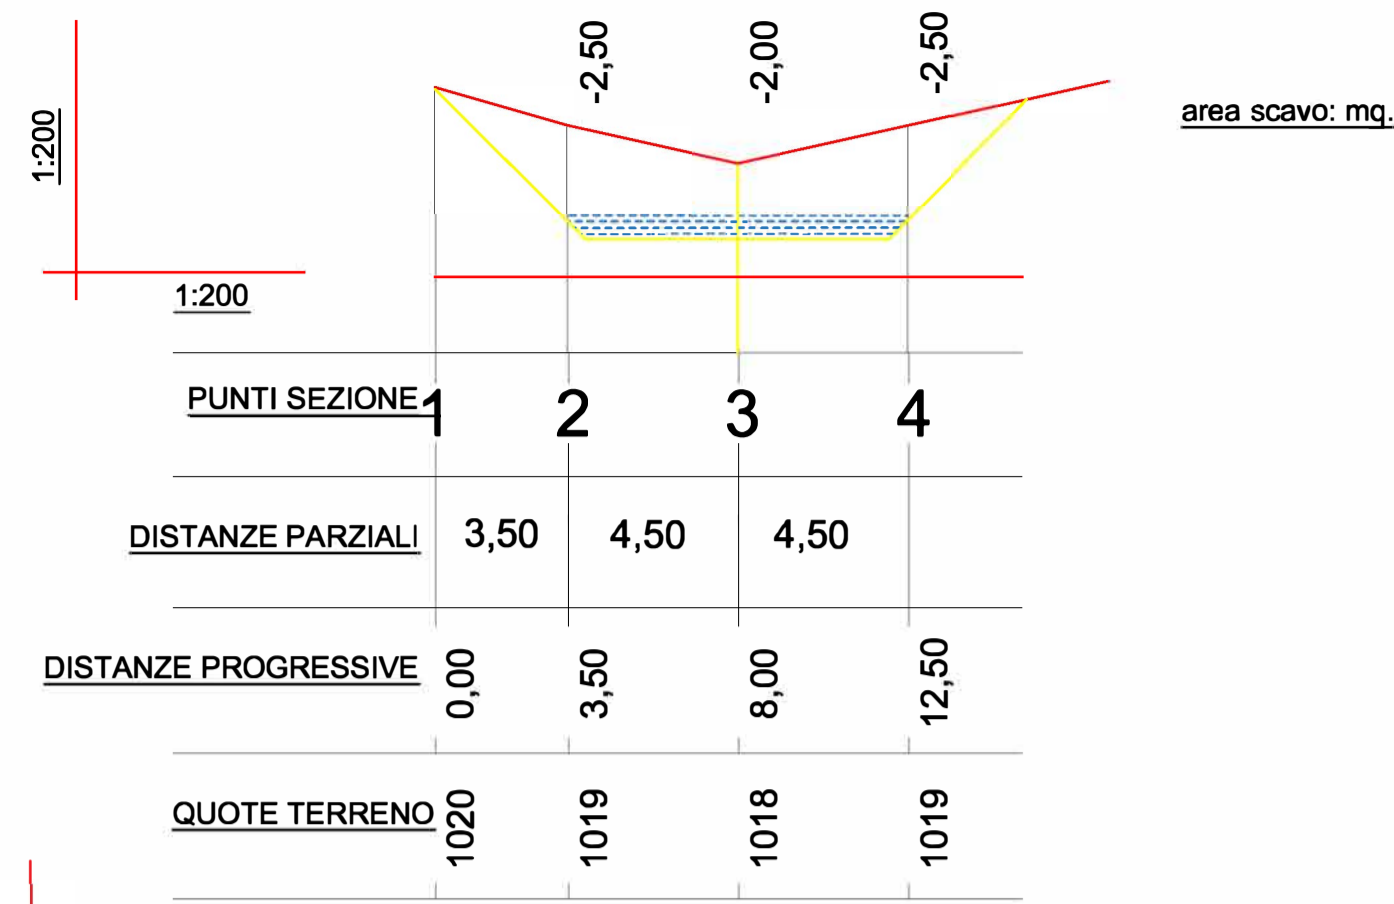 -2,50 -2,00 -2,50
area scavo: mq.
1:200
1:200
PUNTI SEZIONE 1 2 3 4
DISTANZE PARZIALI 3,50 4,50 4,50
DISTANZE PROGRESSIVE 0,00 3,50 8,00 12,50
QUOTE TERRENO 1020 1019 1018 1019